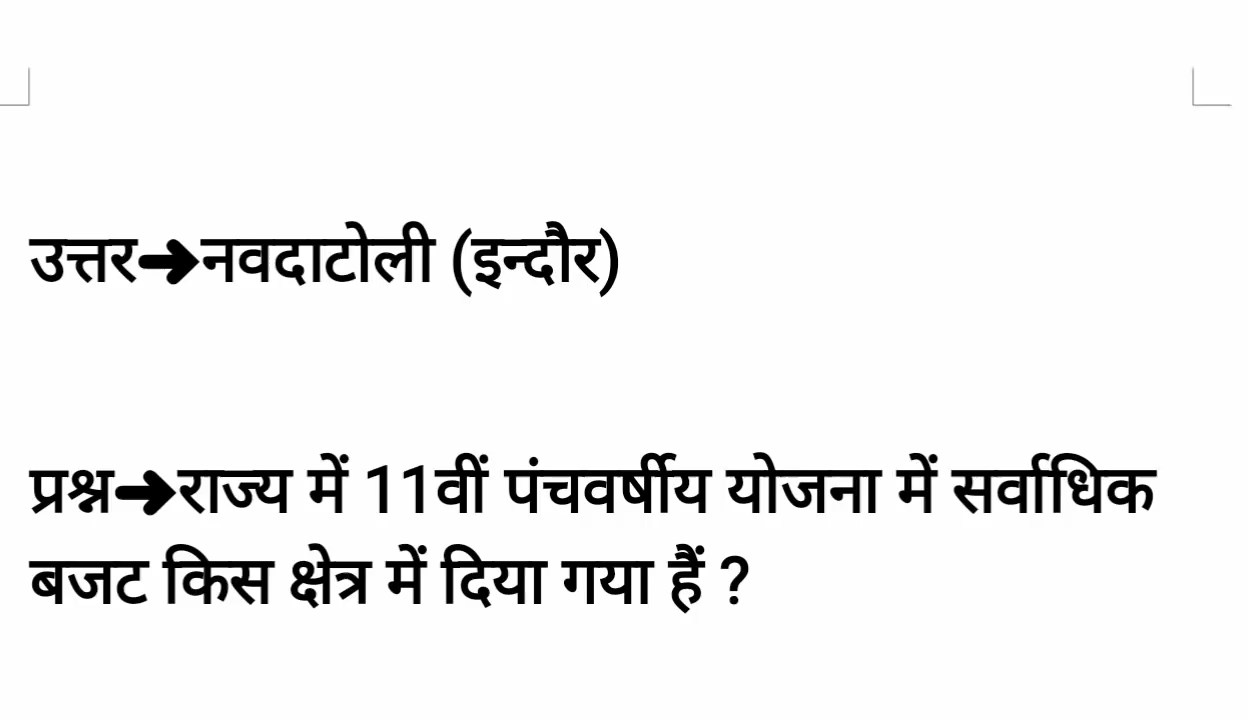 उत्तर➜नवदाटोली (इन्दौर)
प्रश्न➜राज्य में 11वीं पंचवर्षीय योजना में सर्वाधिक
बजट किस क्षेत्र में दिया गया हैं ?